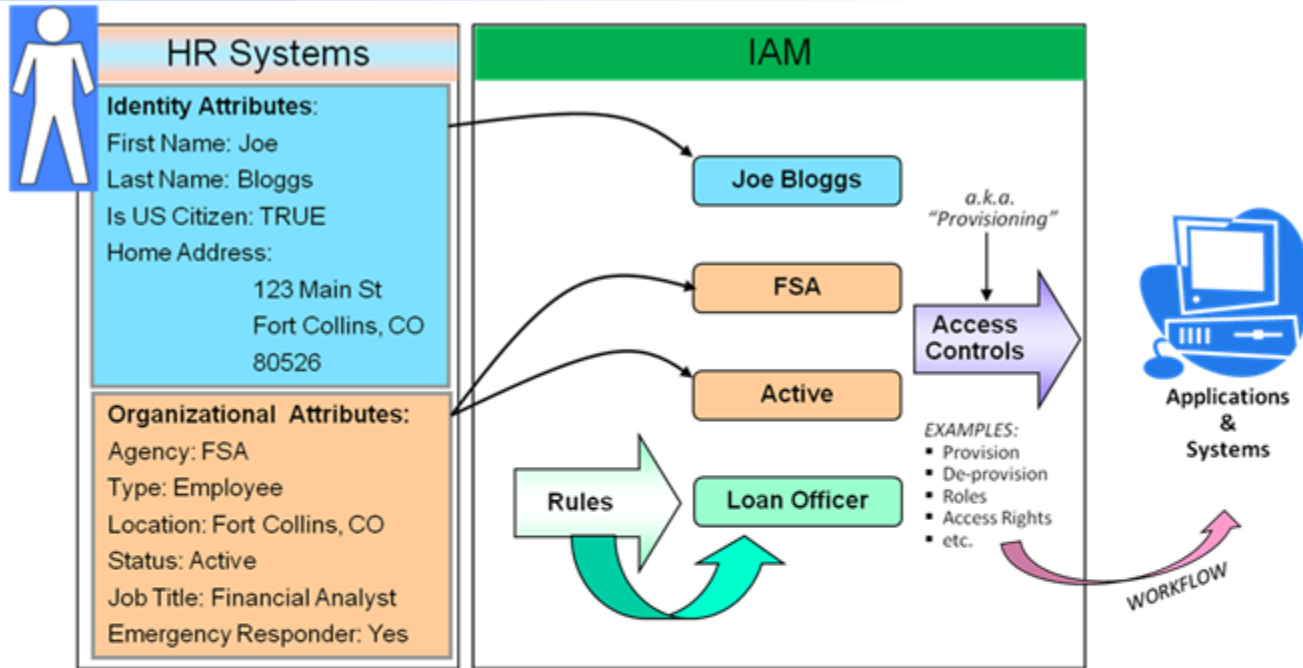 HR Systems
Identity Attributes:
First Name: Joe
Last Name: Bloggs
Is US Citizen: TRUE
Home Address:
123 Main St
Fort Collins, CO
80526
Organizational Attributes:
Agency: FSA
Type: Employee
Location: Fort Collins, CO
Status: Active
Job Title: Financial Analyst
Emergency Responder: Yes
IAM
Joe Bloggs
FSA
Active
Rules
Loan Officer
a.k.a.
“Provisioning”
Access
Controls
EXAMPLES:
▪ Provision
▪ De-provision
▪ Roles
▪ Access Rights
▪ etc.
WORKFLOW
Applications
&
Systems